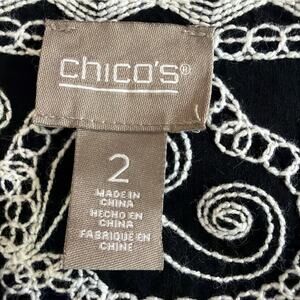 chico's®
2
MADE IN
CHINA
HECHO EN
CHINA
FABRIQUÉ EN
CHINE